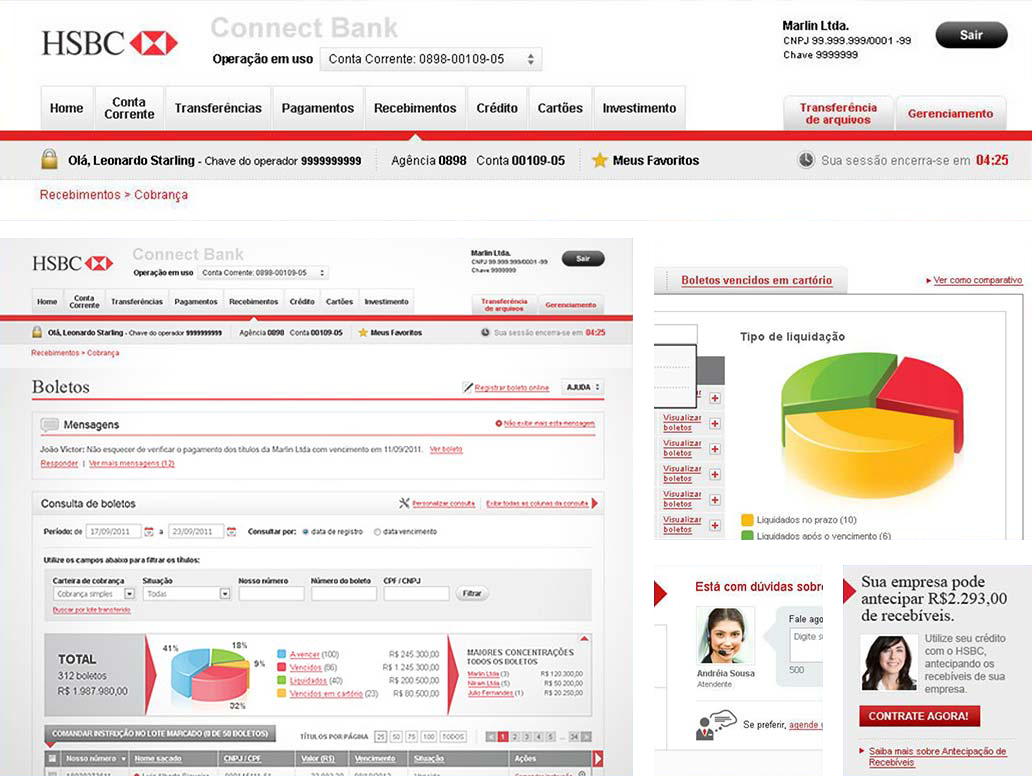 HSBC
Connect Bank
Operação em uso Conta Corrente: 0898-00109-05
Marlin Ltda.
CNPJ 99.999.999/0001 -99
Chave 9999999
Sair
Home Conta Corrente Transferências Pagamentos Recebimentos Crédito Cartões Investimento
Transferência de arquivos
Gerenciamento
Olá, Leonardo Starling - Chave do operador 9999999999 Agência 0898 Conta 00109-05 Meus Favoritos Sua sessão encerra-se em 04:25
Recebimentos > Cobrança
HSBC
Connect Bank
Operação em uso Conta Corrente: 0898-00109-05
Marlin Ltda.
CNPJ 99.999.999/0001 -99
Chave 9999999
Sair
Home Conta Corrente Transferências Pagamentos Recebimentos Crédito Cartões Investimento
Transferência de arquivos
Gerenciamento
Olá, Leonardo Starling - Chave do operador 9999999999 Agência 0898 Conta 00109-05 Meus Favoritos Sua sessão encerra-se em 04:25
Recebimentos > Cobrança
Boletos
Registrar boleto online AJUDA
Mensagens Não exibir mais esta mensagem
João Victor: Não esquecer de verificar o pagamento dos títulos da Marlin Ltda com vencimento em 11/09/2011. Ver boleto
Responder | Ver mais mensagens (12)
Consulta de boletos Personalizar consulta Exibir todas as colunas da consulta
Período: de 17/09/2011 a 23/09/2011 Consultar por: data de registro data vencimento
Utilize os campos abaixo para filtrar os títulos:
Carteira de cobrança Situação Nosso número Número do boleto CPF / CNPJ
Cobrança simples Todas Filtrar
Buscar por lote transferido
TOTAL
312 boletos
R$ 1.987.980,00
41%
18%
9%
32%
A vencer (100) R$ 245.300,00
Vencidos (86) R$ 1.245.300,00
Liquidados (40) R$ 200.500,00
Vencidos em cartório (23) R$ 80.500,00
MAIORES CONCENTRAÇÕES
TODOS OS BOLETOS
Marlin Ltda (3) R$ 120.300,00
R$ 50.200,00
Julio Fernandes (1) R$ 20.250,00
COMANDAR INSTRUÇÃO NO LOTE MARCADO (0 DE 50 BOLETOS)
TÍTULOS POR PÁGINA 25 50 75 100 TODOS
1 2 3 4 5 ... 34
Nosso número Nome sacado CNPJ / CPF Valor (R$) Vencimento Situação Ações
Boletos vencidos em cartório
Ver como comparativo
Tipo de liquidação
Visualizar boletos
Visualizar boletos
Visualizar boletos
Visualizar boletos
Visualizar boletos
Liquidados no prazo (10)
Liquidados após o vencimento (6)
Está com dúvidas sobre
Andréia Sousa
Atendente
Fale ago
Digite s
500
Se preferir, agende
Sua empresa pode
antecipar R$2.293,00
de recebíveis.
Utilize seu crédito
com o HSBC,
antecipando os
recebíveis de sua
empresa.
CONTRATE AGORA!
Saiba mais sobre Antecipação de
Recebíveis